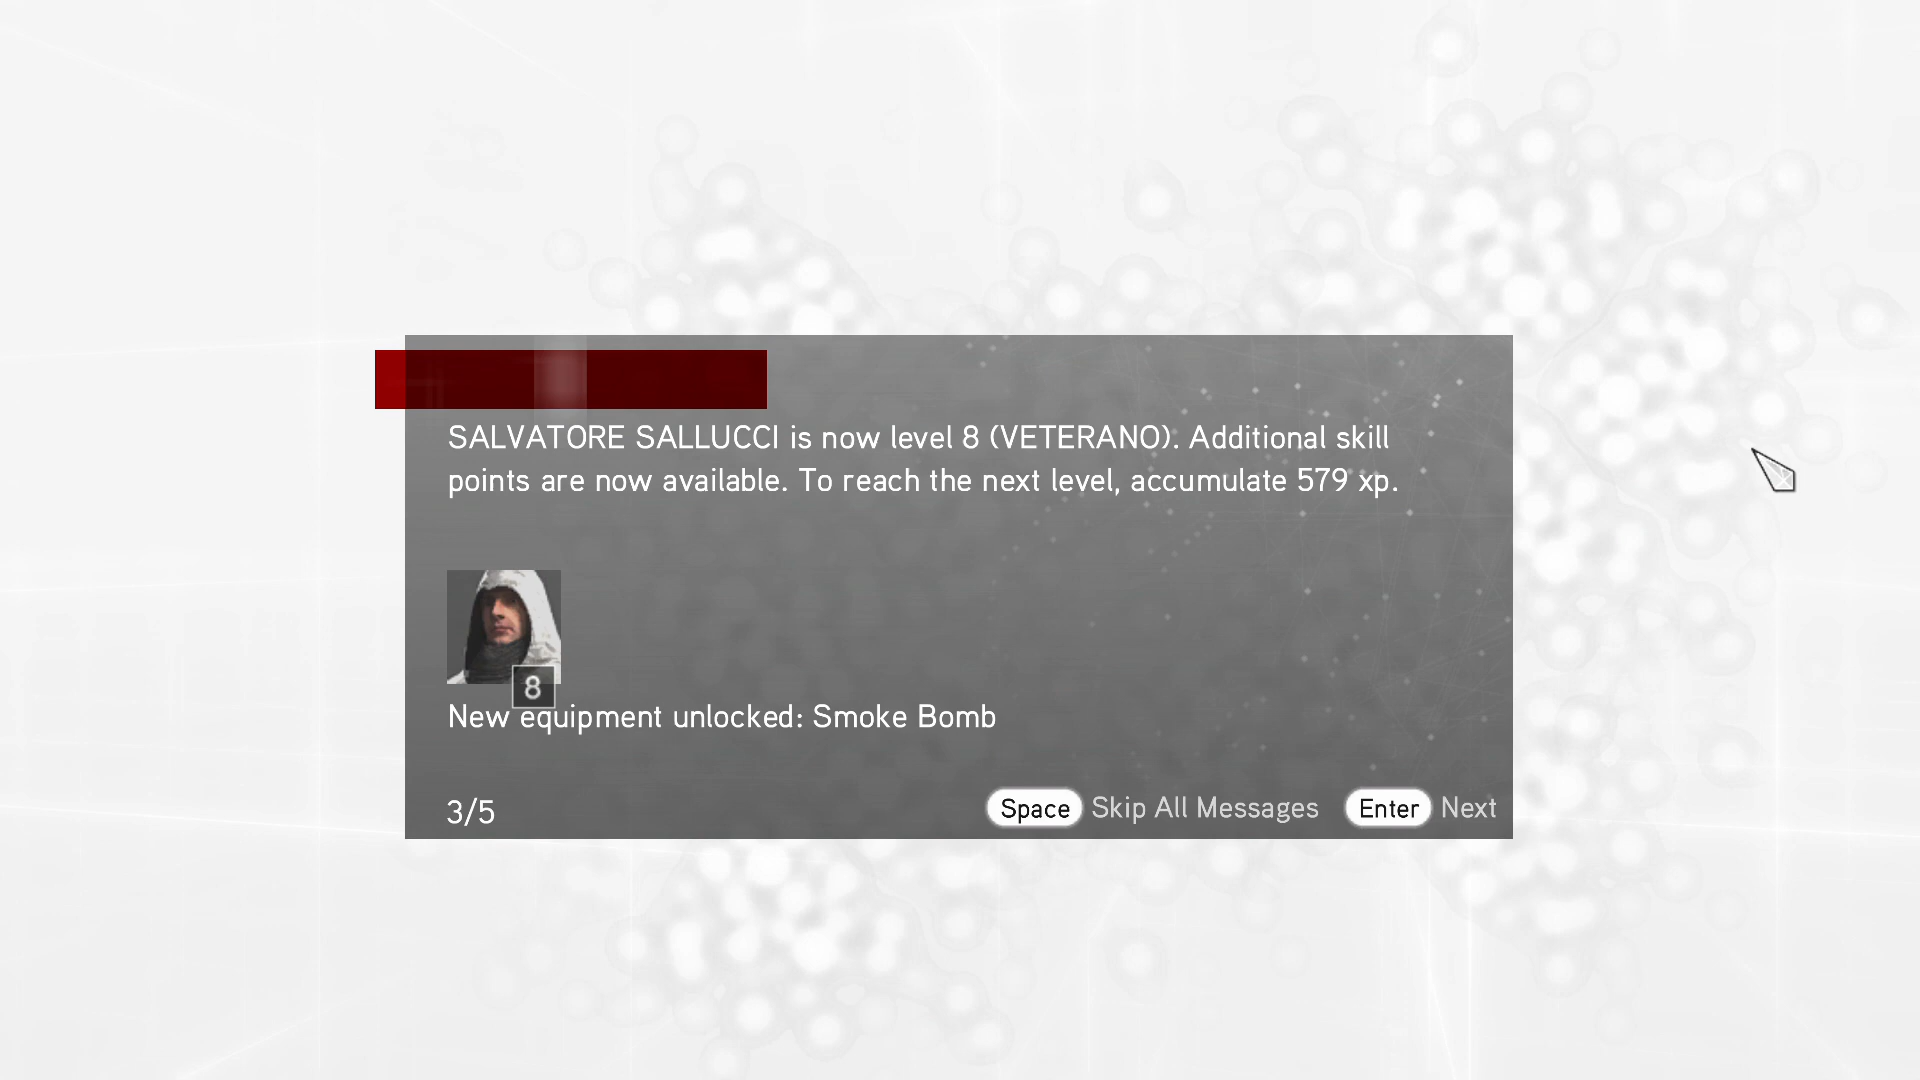 SALVATORE SALLUCCI is now level 8 (VETERANO). Additional skill
points are now available. To reach the next level, accumulate 579 xp.
8
New equipment unlocked: Smoke Bomb
3/5 Space Skip All Messages Enter Next